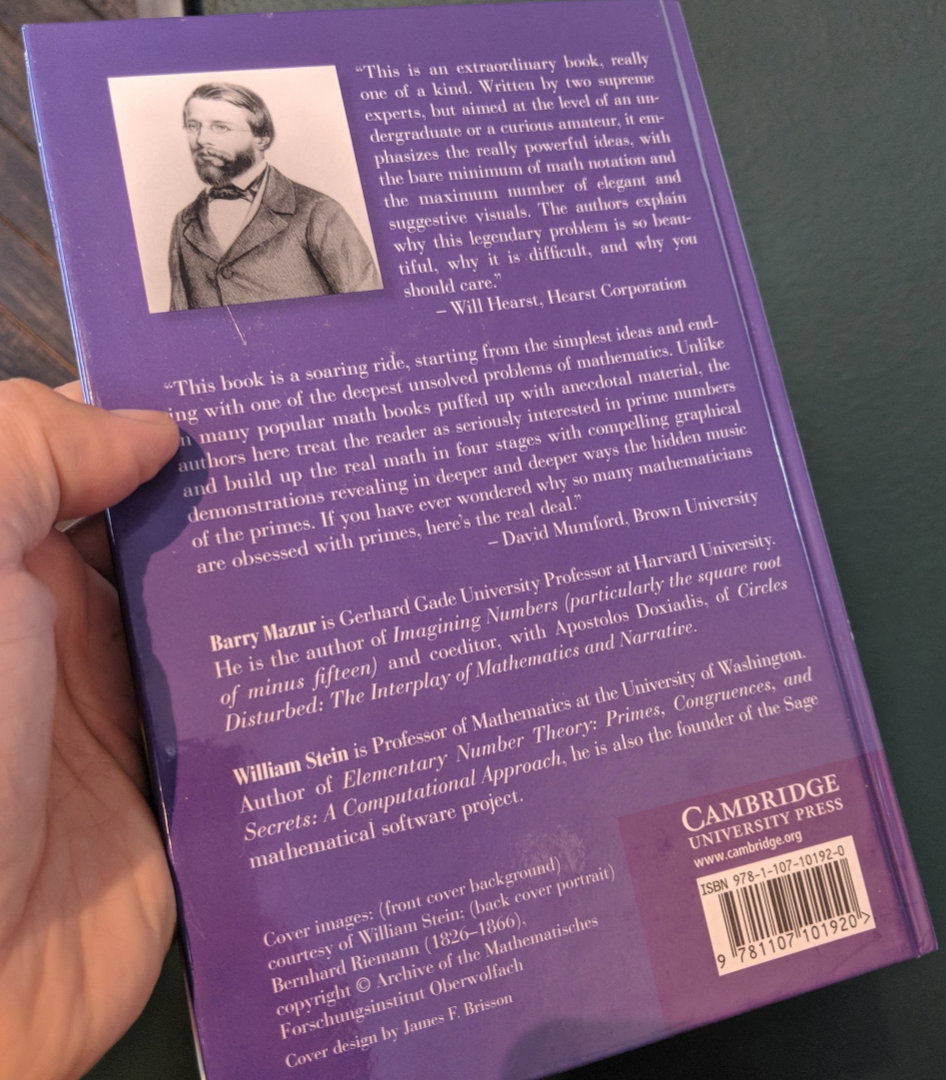 “This is an extraordinary book, really
one of a kind. Written by two supreme
experts, but aimed at the level of an un-
dergraduate or a curious amateur, it em-
phasizes the really powerful ideas, with
the bare minimum of math notation and
the maximum number of elegant and
suggestive visuals. The authors explain
why this legendary problem is so beau-
tiful, why it is difficult, and why you
should care.”
– Will Hearst, Hearst Corporation
“This book is a soaring ride, starting from the simplest ideas and end-
ing with one of the deepest unsolved problems of mathematics. Unlike
many popular math books puffed up with anecdotal material, the
authors here treat the reader as seriously interested in prime numbers
and build up the real math in four stages with compelling graphical
demonstrations revealing in deeper and deeper ways the hidden music
of the primes. If you have ever wondered why so many mathematicians
are obsessed with primes, here’s the real deal.”
– David Mumford, Brown University
Barry Mazur is Gerhard Gade University Professor at Harvard University.
He is the author of Imagining Numbers (particularly the square root
of minus fifteen) and coeditor, with Apostolos Doxiadis, of Circles
Disturbed: The Interplay of Mathematics and Narrative.
William Stein is Professor of Mathematics at the University of Washington.
Author of Elementary Number Theory: Primes, Congruences, and
Secrets: A Computational Approach, he is also the founder of the Sage
mathematical software project.
Cover images: (front cover background)
courtesy of William Stein; (back cover portrait)
Bernhard Riemann (1826–1866).
copyright © Archive of the Mathematisches
Forschungsinstitut Oberwolfach
Cover design by James F. Brisson
CAMBRIDGE
UNIVERSITY PRESS
www.cambridge.org
ISBN 978-1-107-10192-0
9 781107 101920 >